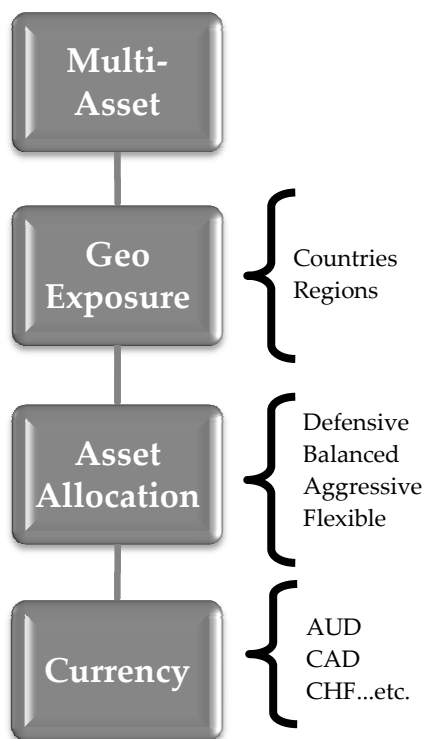 Multi-
Asset
Geo
Exposure
Countries
Regions
Asset
Allocation
Defensive
Balanced
Aggressive
Flexible
Currency
AUD
CAD
CHF...etc.